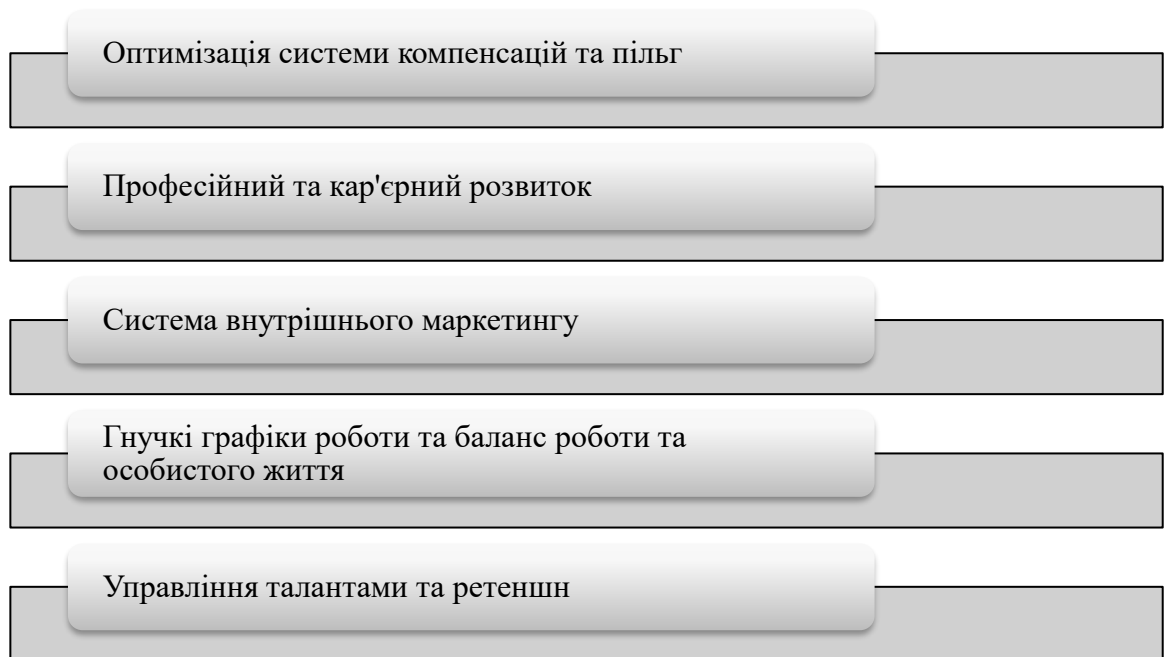 Оптимізація системи компенсацій та пільг
Професійний та кар'єрний розвиток
Система внутрішнього маркетингу
Гнучкі графіки роботи та баланс роботи та
особистого життя
Управління талантами та ретеншн